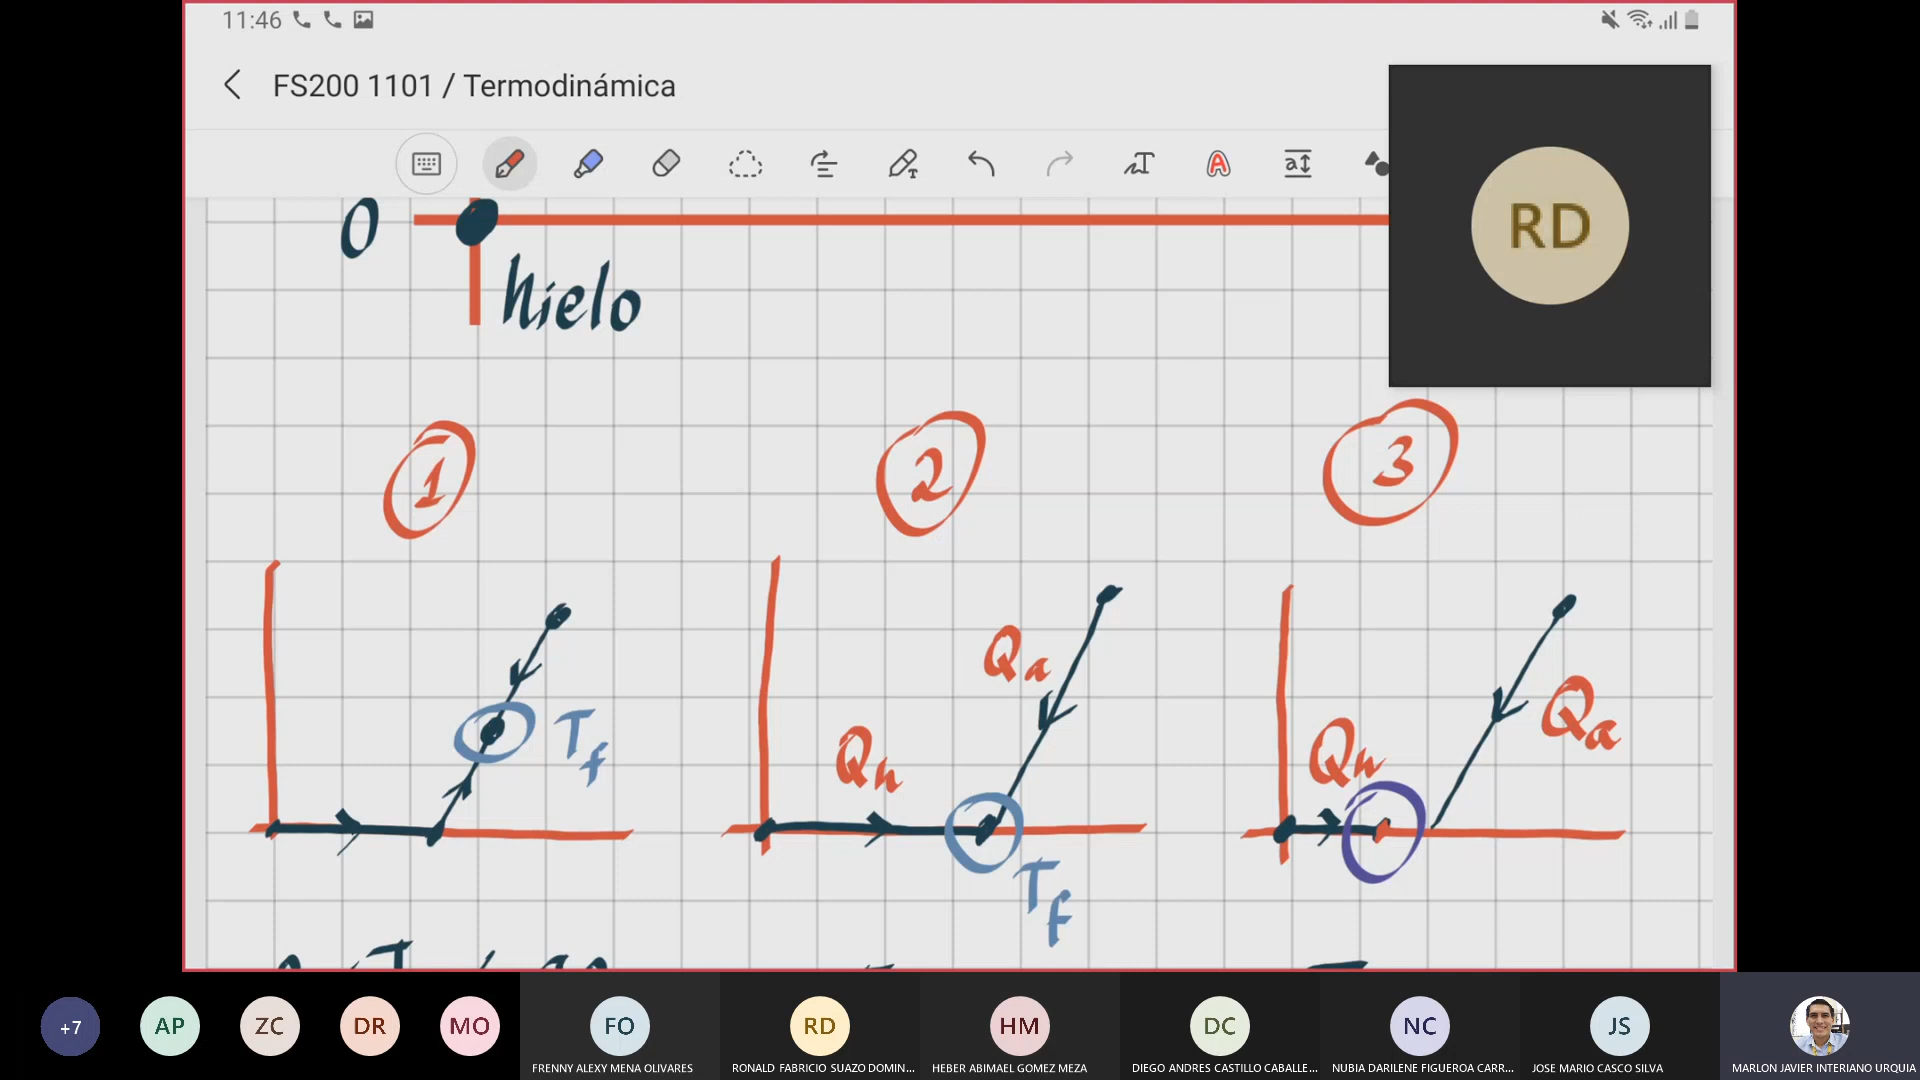 11:46
FS200 1101 / Termodinámica
RD
0
hielo
1 2 3
Tf
Qn
Qa
Tf
Qn
Qa
+7
AP
ZC
DR
MO
FO
RD
HM
DC
NC
JS
FRENNY ALEXY MENA OLIVARES
RONALD FABRICIO SUAZO DOMIN...
HEBER ABIMAEL GOMEZ MEZA
DIEGO ANDRES CASTILLO CABALLE...
NUBIA DARILENE FIGUEROA CARR...
JOSE MARIO CASCO SILVA
MARLON JAVIER INTERIANO URQUIA